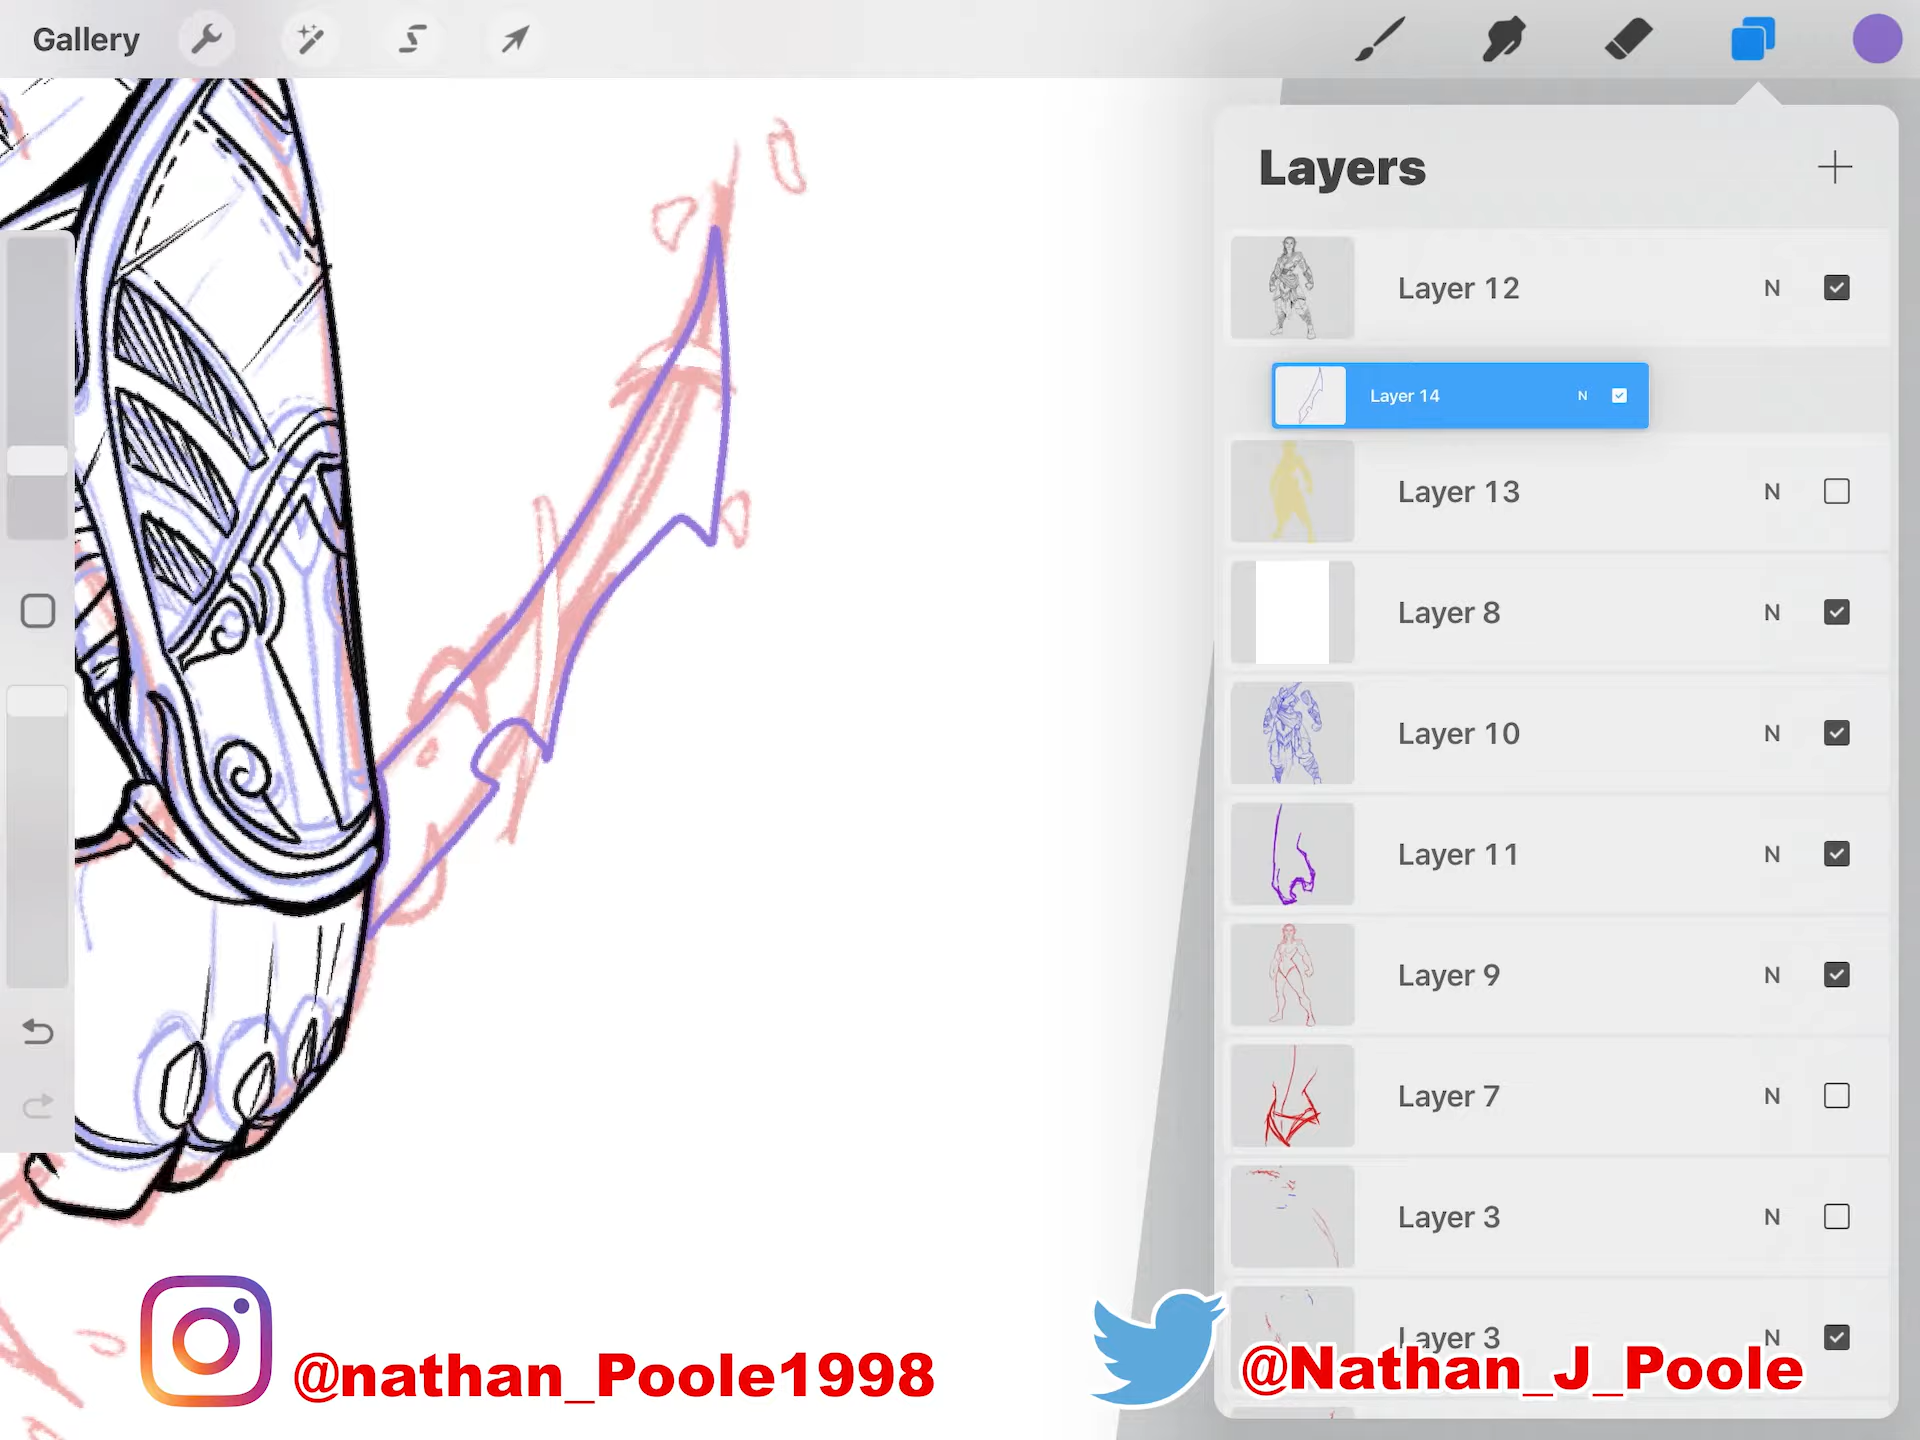 Gallery
Layers
Layer 12 N
Layer 14 N
Layer 13 N
Layer 8 N
Layer 10 N
Layer 11 N
Layer 9 N
Layer 7 N
Layer 3 N
Layer 3 N
@nathan_Poole1998
@Nathan_J_Poole